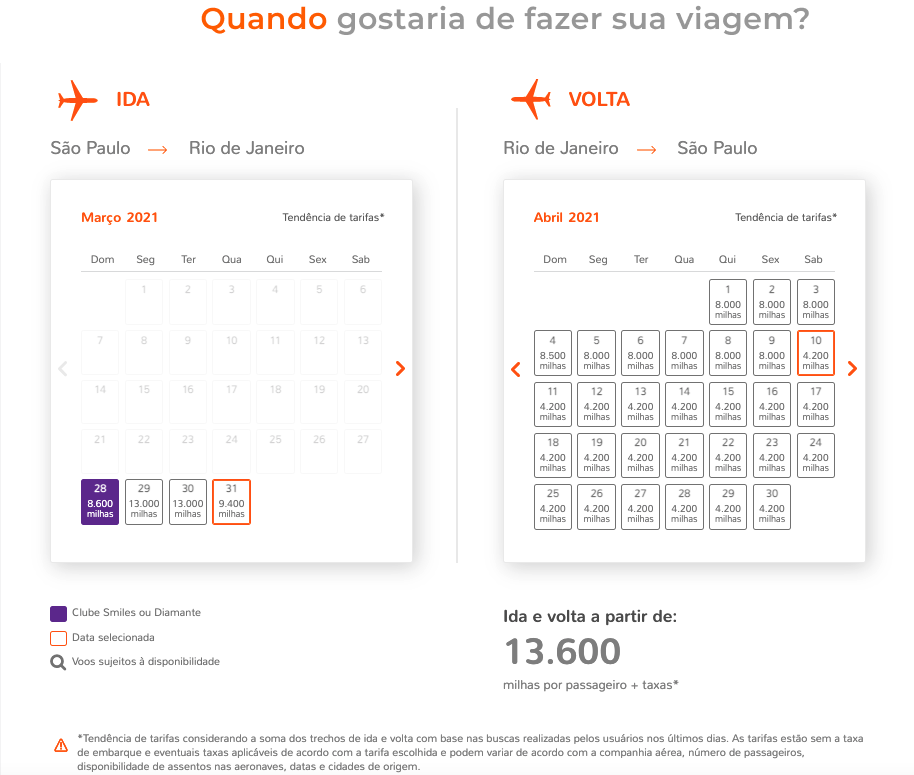 Quando gostaria de fazer sua viagem?
IDA
São Paulo → Rio de Janeiro
Março 2021 Tendência de tarifas*
Dom Seg Ter Qua Qui Sex Sab
1 2 3 4 5 6
7 8 9 10 11 12 13
14 15 16 17 18 19 20
21 22 23 24 25 26 27
28 29 30 31
8.600 13.000 13.000 9.400
milhas milhas milhas milhas
Clube Smiles ou Diamante
Data selecionada
Voos sujeitos à disponibilidade
VOLTA
Rio de Janeiro → São Paulo
Abril 2021 Tendência de tarifas*
Dom Seg Ter Qua Qui Sex Sab
1 2 3
8.000 8.000 8.000
milhas milhas milhas
4 5 6 7 8 9 10
8.500 8.000 8.000 8.000 8.000 8.000 4.200
milhas milhas milhas milhas milhas milhas milhas
11 12 13 14 15 16 17
4.200 4.200 4.200 4.200 4.200 4.200 4.200
milhas milhas milhas milhas milhas milhas milhas
18 19 20 21 22 23 24
4.200 4.200 4.200 4.200 4.200 4.200 4.200
milhas milhas milhas milhas milhas milhas milhas
25 26 27 28 29 30
4.200 4.200 4.200 4.200 4.200 4.200
milhas milhas milhas milhas milhas milhas
Ida e volta a partir de:
13.600
milhas por passageiro + taxas*
*Tendência de tarifas considerando a soma dos trechos de ida e volta com base nas buscas realizadas pelos usuários nos últimos dias. As tarifas estão sem a taxa
de embarque e eventuais taxas aplicáveis de acordo com a tarifa escolhida e podem variar de acordo com a companhia aérea, número de passageiros,
disponibilidade de assentos nas aeronaves, datas e cidades de origem.